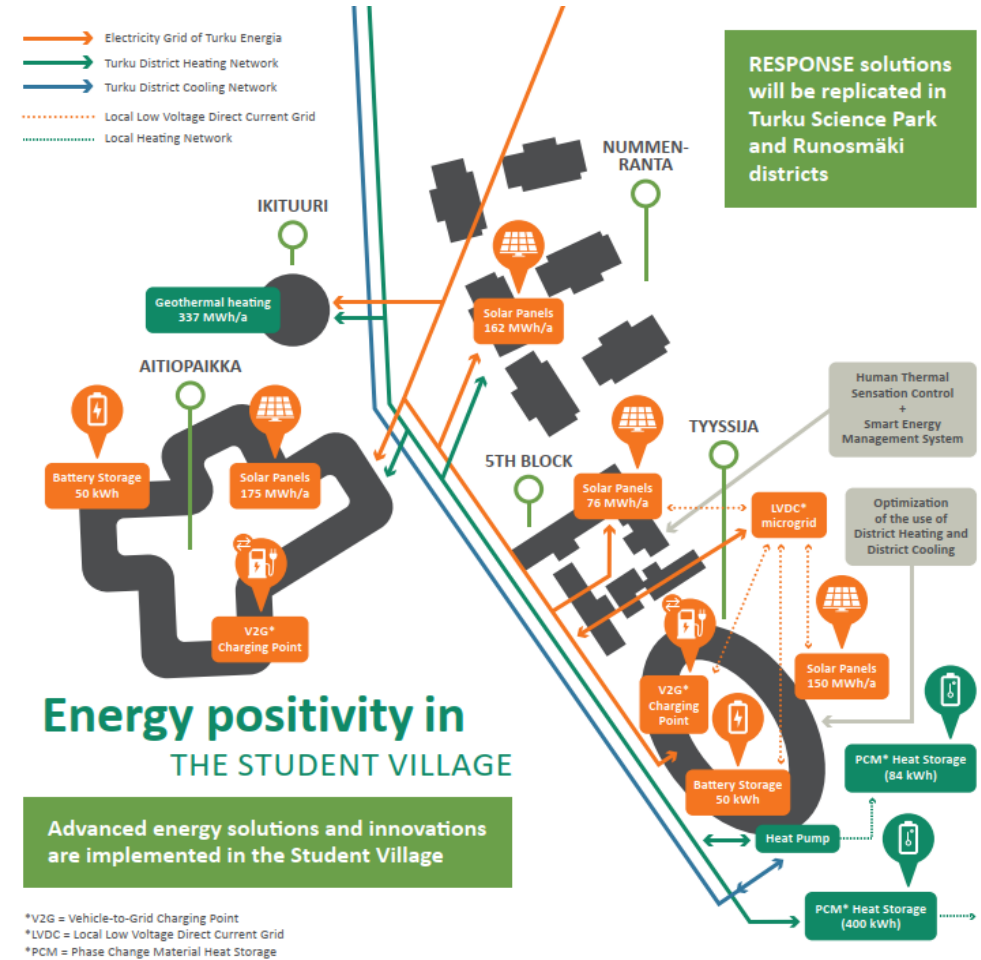 Electricity Grid of Turku Energia
Turku District Heating Network
Turku District Cooling Network
Local Low Voltage Direct Current Grid
Local Heating Network
RESPONSE solutions
will be replicated in
Turku Science Park
and Runosmäki
districts
NUMMEN-
RANTA
IKITUURI
Geothermal heating
337 MWh/a
Solar Panels
162 MWh/a
AITIOPAIKKA
Battery Storage
50 kWh
Solar Panels
175 MWh/a
V2G*
Charging Point
Human Thermal
Sensation Control
+
Smart Energy
Management System
TYYSSIJA
5TH BLOCK
Solar Panels
76 MWh/a
LVDC*
microgrid
Optimization
of the use of
District Heating and
District Cooling
Solar Panels
150 MWh/a
V2G*
Charging
Point
Battery Storage
50 kWh
PCM* Heat Storage
(84 kWh)
Heat Pump
PCM* Heat Storage
(400 kWh)
Energy positivity in
THE STUDENT VILLAGE
Advanced energy solutions and innovations
are implemented in the Student Village
*V2G = Vehicle-to-Grid Charging Point
*LVDC = Local Low Voltage Direct Current Grid
*PCM = Phase Change Material Heat Storage